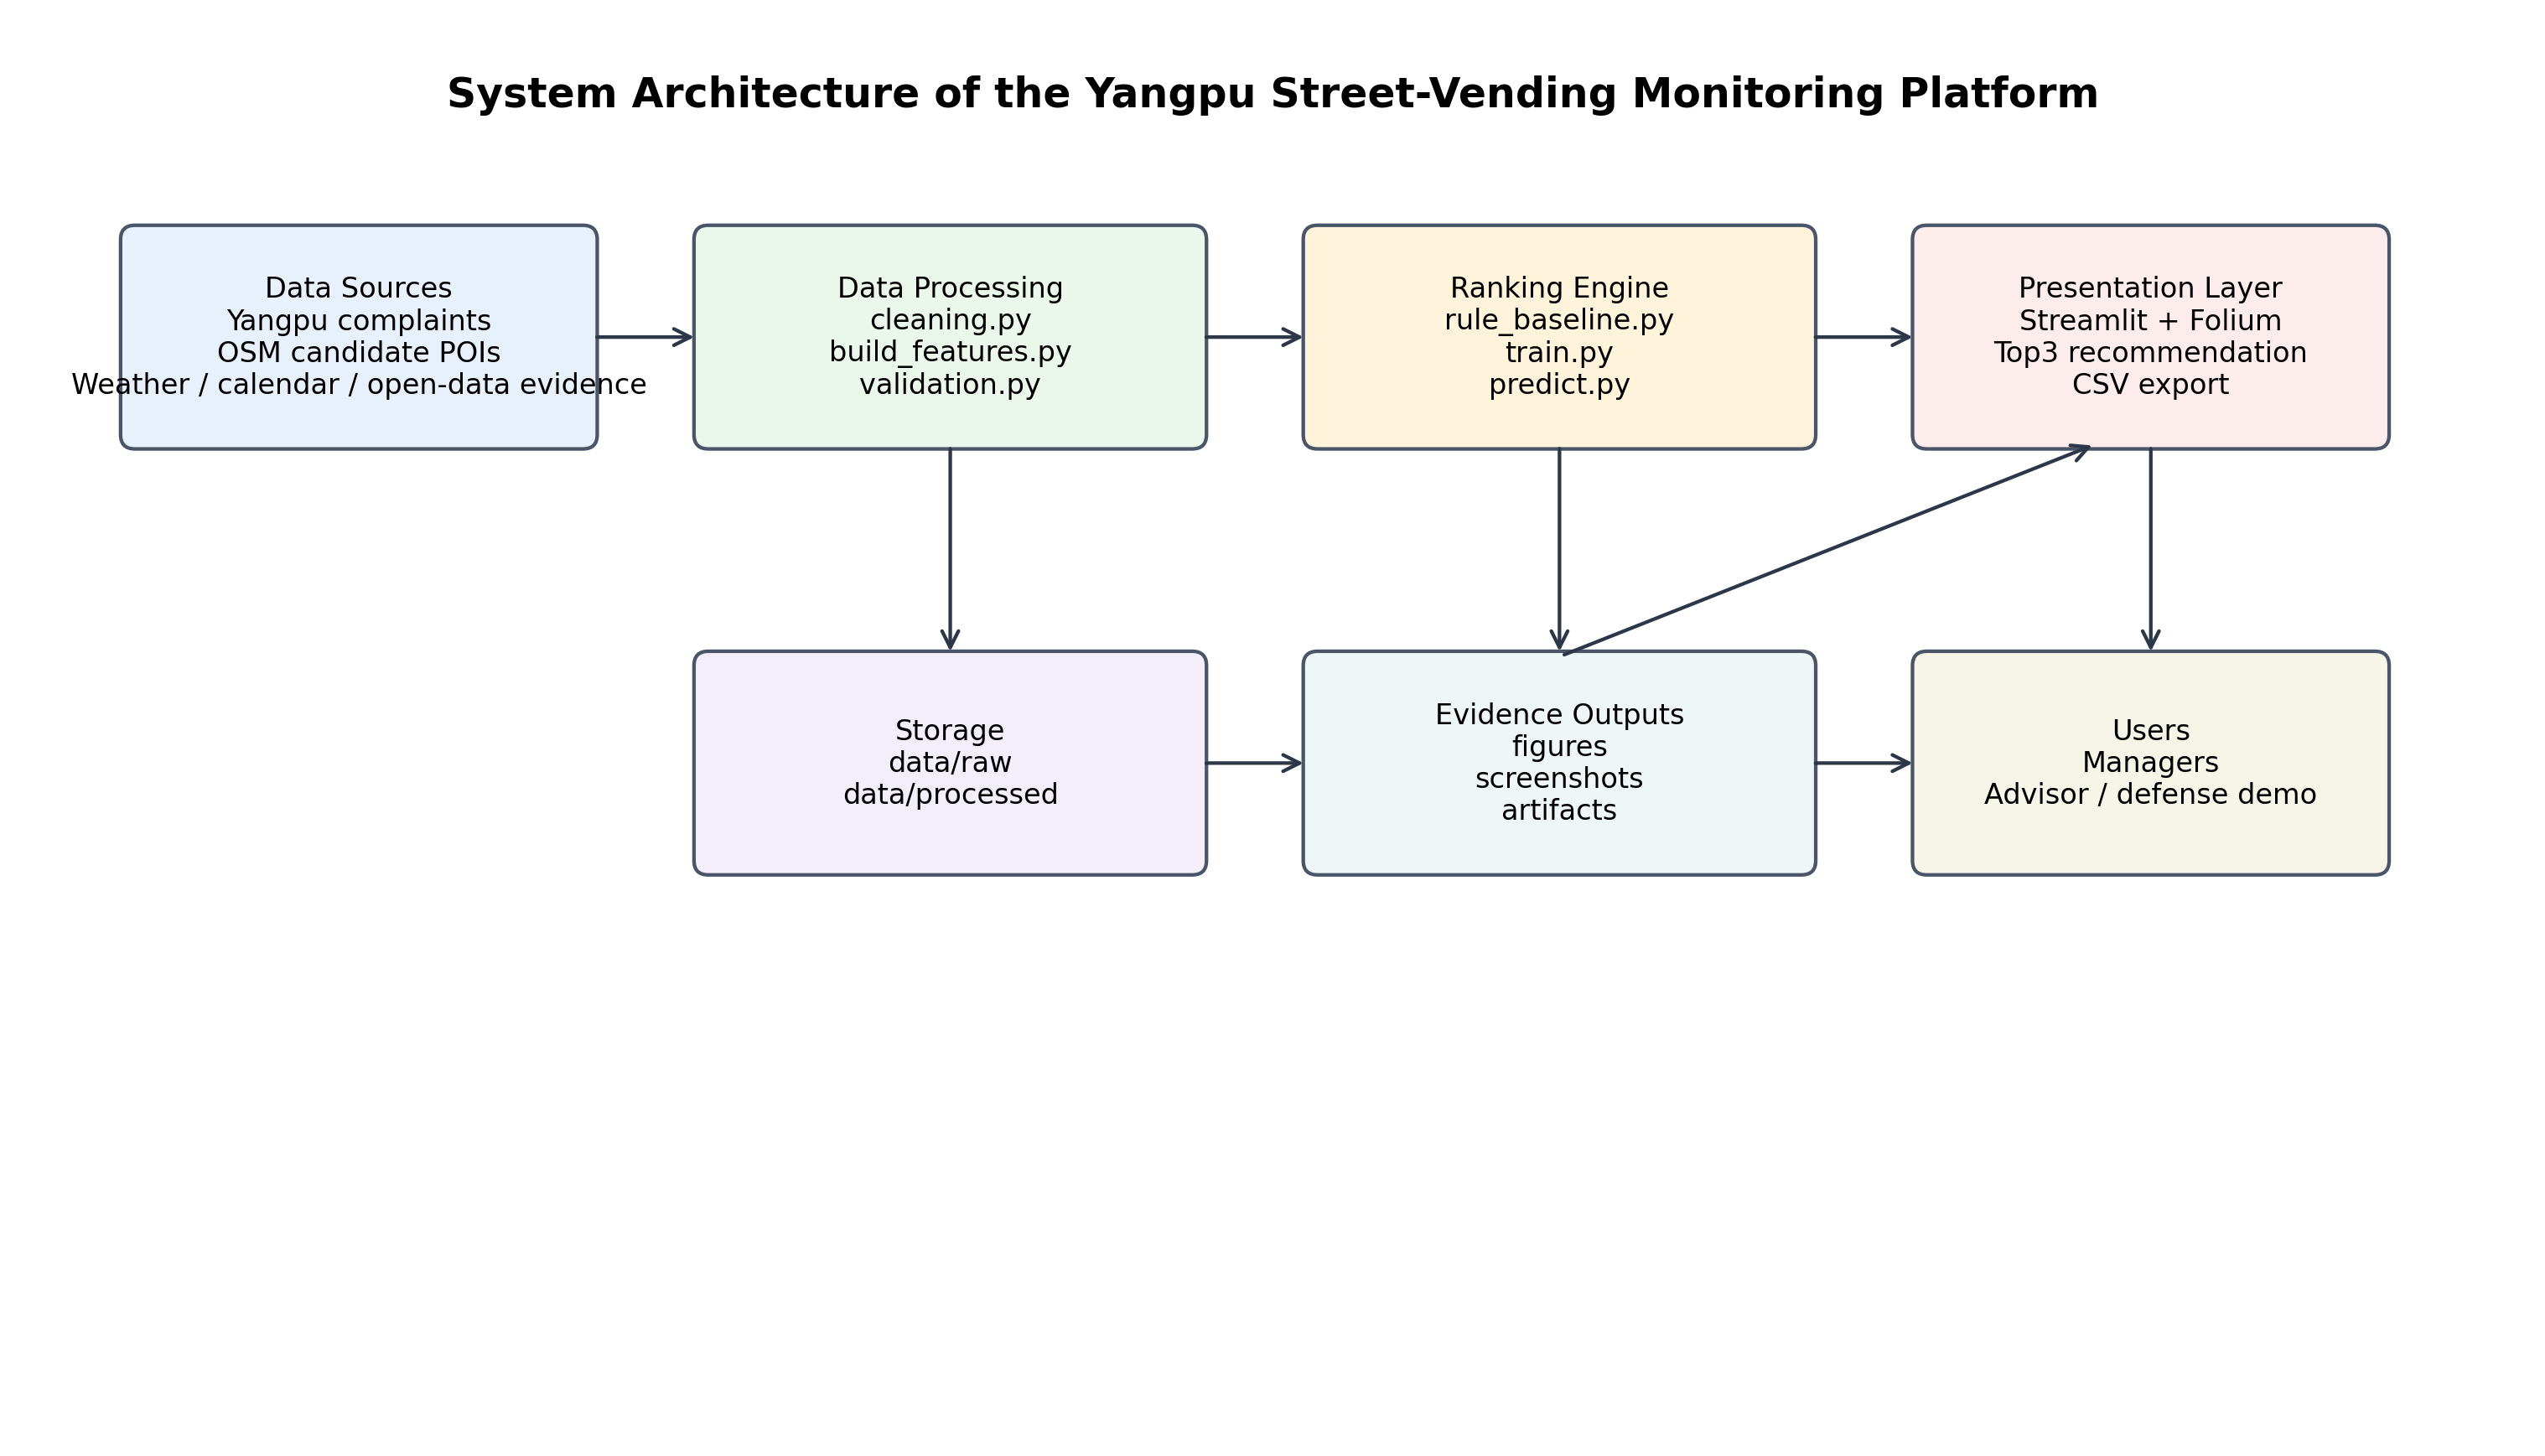 System Architecture of the Yangpu Street-Vending Monitoring Platform
Data Sources
Yangpu complaints
OSM candidate POIs
Weather / calendar / open-data evidence
Data Processing
cleaning.py
build_features.py
validation.py
Ranking Engine
rule_baseline.py
train.py
predict.py
Presentation Layer
Streamlit + Folium
Top3 recommendation
CSV export
Storage
data/raw
data/processed
Evidence Outputs
figures
screenshots
artifacts
Users
Managers
Advisor / defense demo